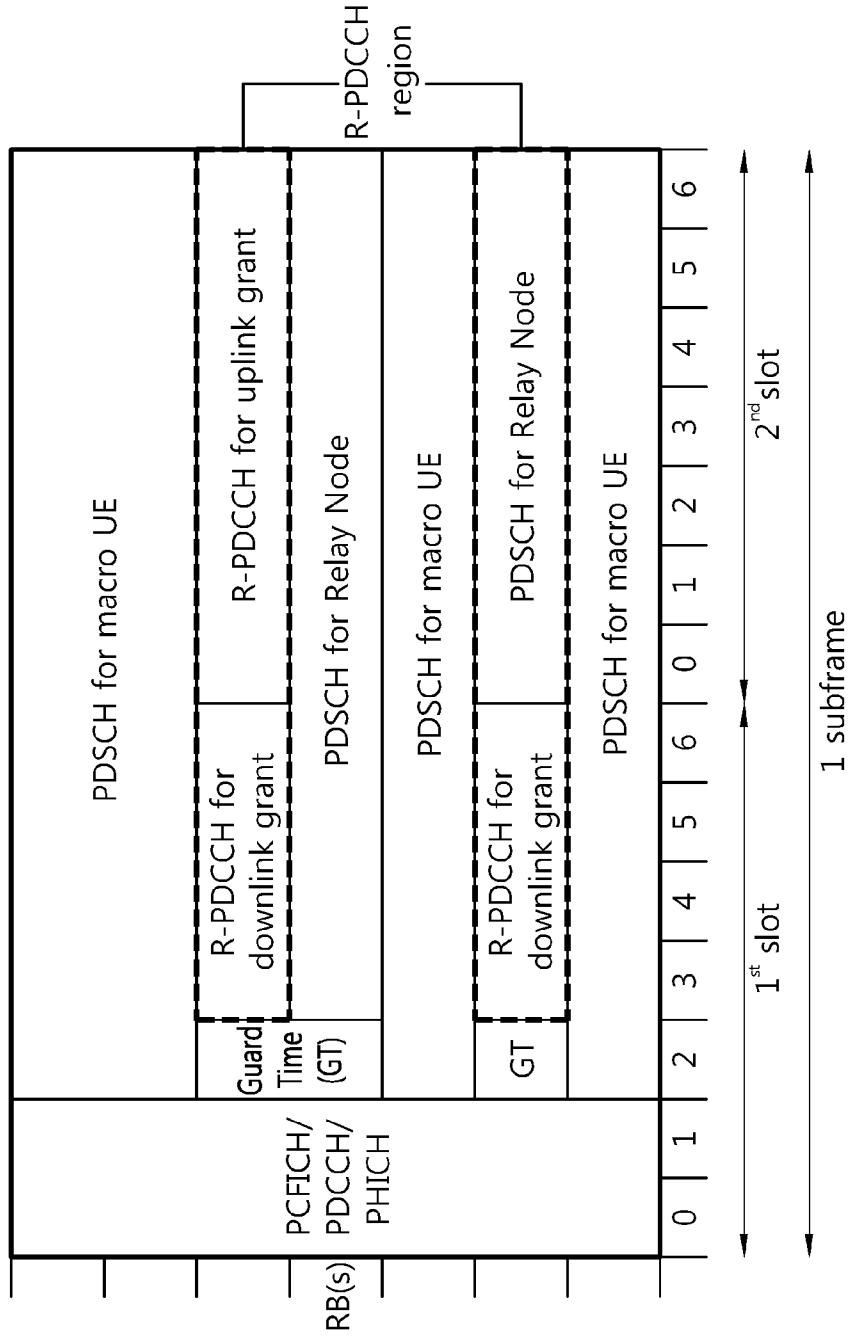 R-PDCCH
region
PDSCH for macro UE
R-PDCCH for
downlink grant
R-PDCCH for uplink grant
Guard
Time
(GT)
PDSCH for Relay Node
PCFICH/
PDCCH/
PHICH
RB(s)
PDSCH for macro UE
GT
R-PDCCH for
downlink grant
PDSCH for Relay Node
PDSCH for macro UE
0 1 2 3 4 5 6 0 1 2 3 4 5 6
1st slot
2nd slot
1 subframe